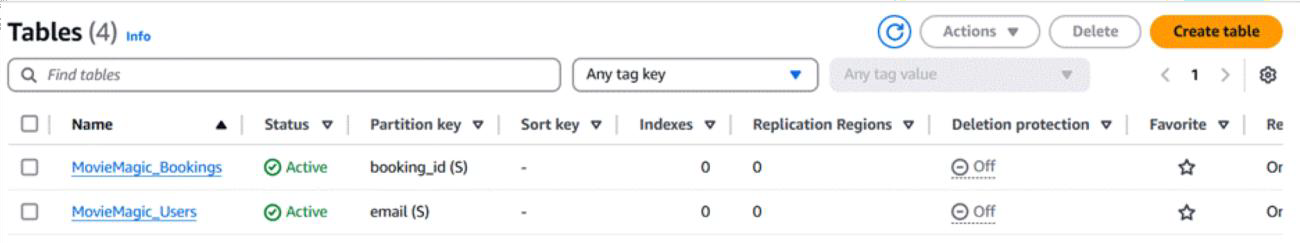 Tables (4) Info
Actions Delete Create table
Find tables Any tag key Any tag value 1
Name Status Partition key Sort key Indexes Replication Regions Deletion protection Favorite Re
MovieMagic_Bookings Active booking_id (S) - 0 0 Off Or
MovieMagic_Users Active email (S) - 0 0 Off Or